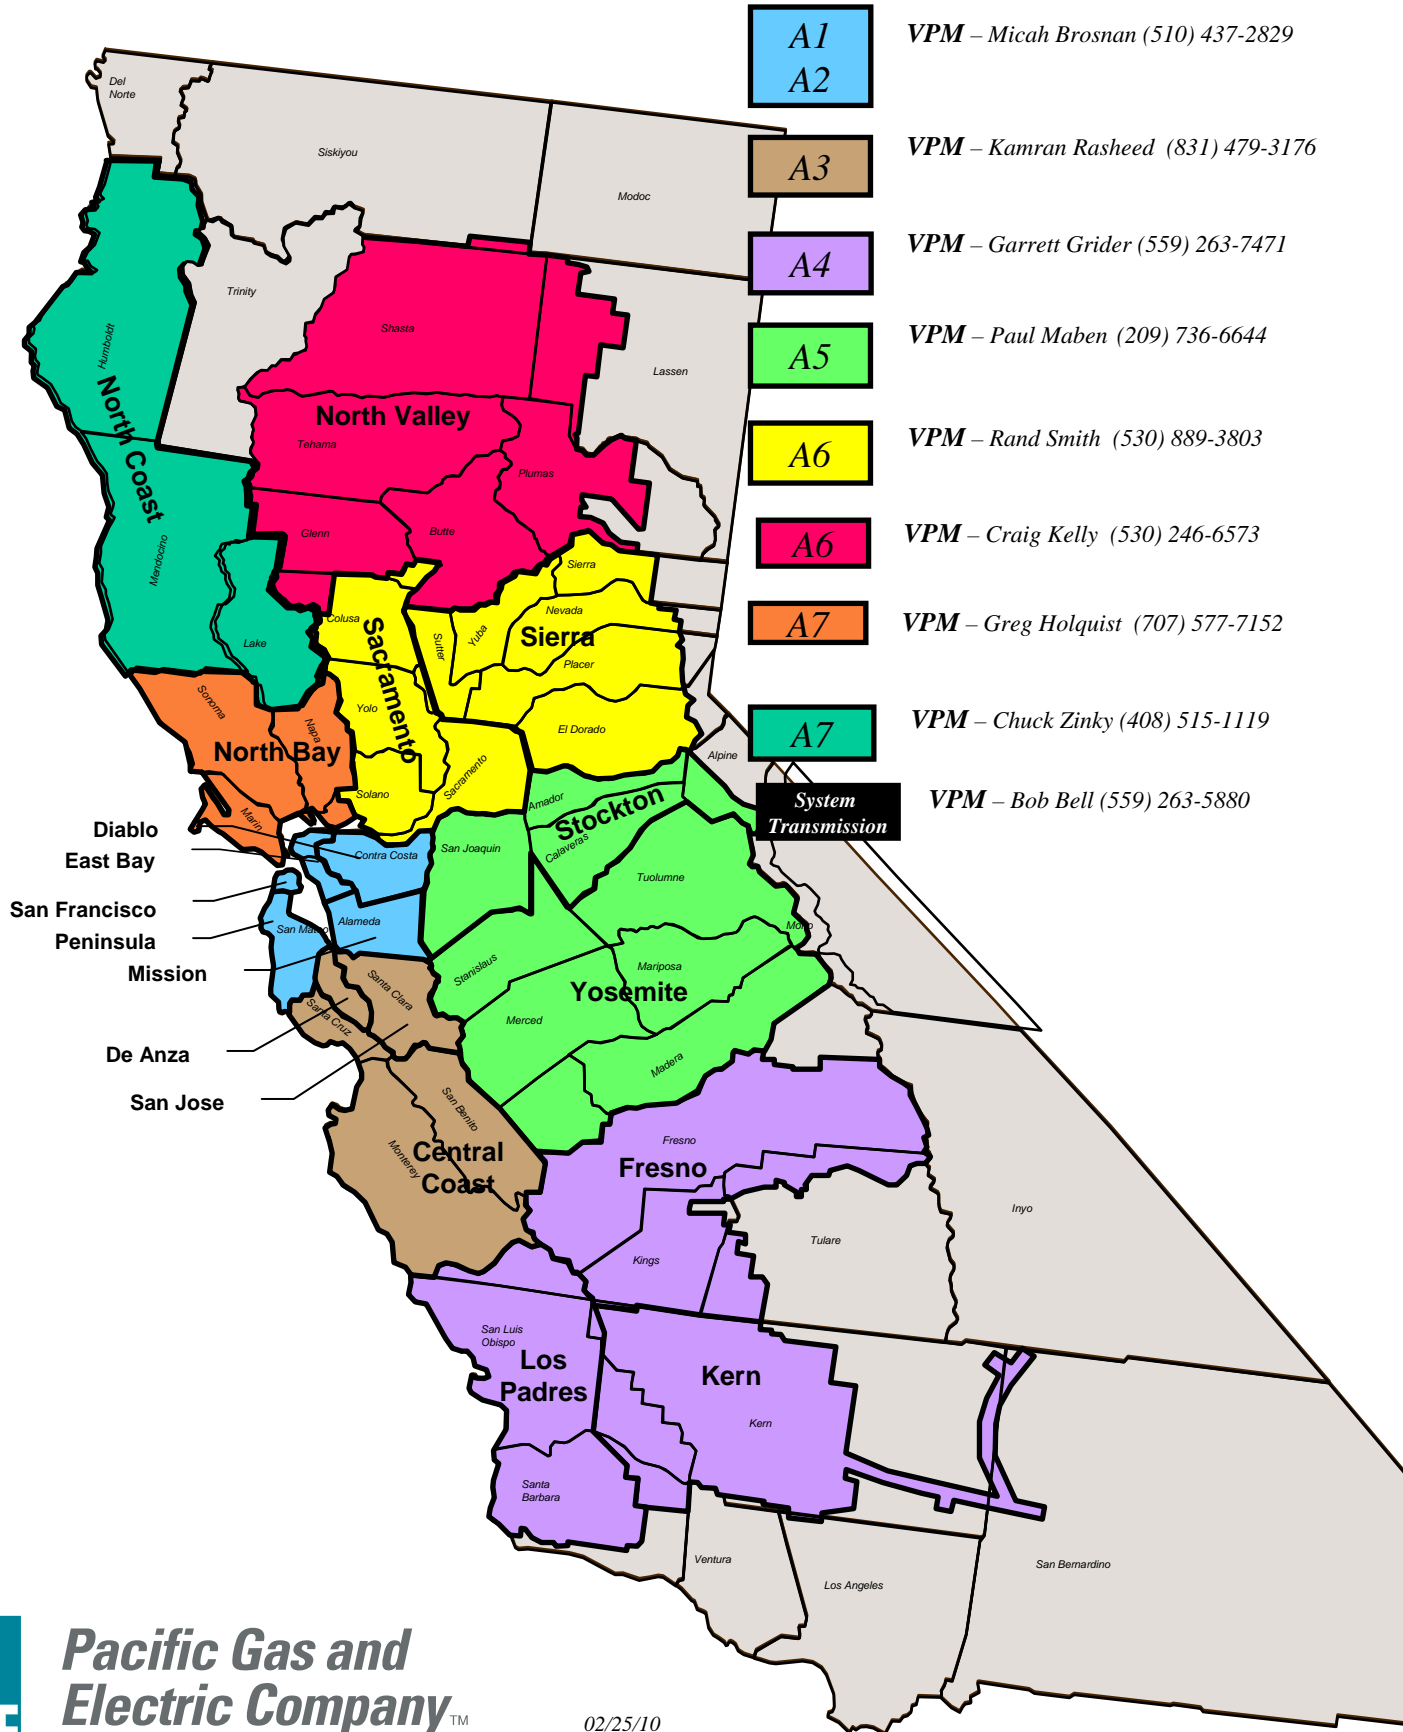 A1
A2
VPM – Micah Brosnan (510) 437-2829
A3
VPM – Kamran Rasheed (831) 479-3176
A4
VPM – Garrett Grider (559) 263-7471
A5
VPM – Paul Maben (209) 736-6644
A6
VPM – Rand Smith (530) 889-3803
A6
VPM – Craig Kelly (530) 246-6573
A7
VPM – Greg Holquist (707) 577-7152
A7
VPM – Chuck Zinky (408) 515-1119
System
Transmission
VPM – Bob Bell (559) 263-5880
Del
Norte
Siskiyou
Modoc
Trinity
Humboldt
Shasta
Lassen
North Coast
North Valley
Tehama
Plumas
Glenn
Butte
Mendocino
Lake
Colusa
Sacramento
Sierra
Nevada
Yuba
Sutter
Sierra
Placer
Yolo
El Dorado
Sonoma
Napa
North Bay
Solano
Sacramento
Marin
Alpine
Amador
Stockton
Calaveras
San Joaquin
Tuolumne
Mono
Diablo
East Bay
Contra Costa
San Francisco
Peninsula
San Mateo
Alameda
Mission
Stanislaus
Mariposa
Yosemite
Merced
Madera
Santa Clara
Santa Cruz
De Anza
San Jose
San Benito
Monterey
Central
Coast
Fresno
Fresno
Kings
Tulare
Inyo
San Luis
Obispo
Los
Padres
Kern
Kern
Santa
Barbara
Ventura
Los Angeles
San Bernardino
Pacific Gas and
Electric Company™
02/25/10